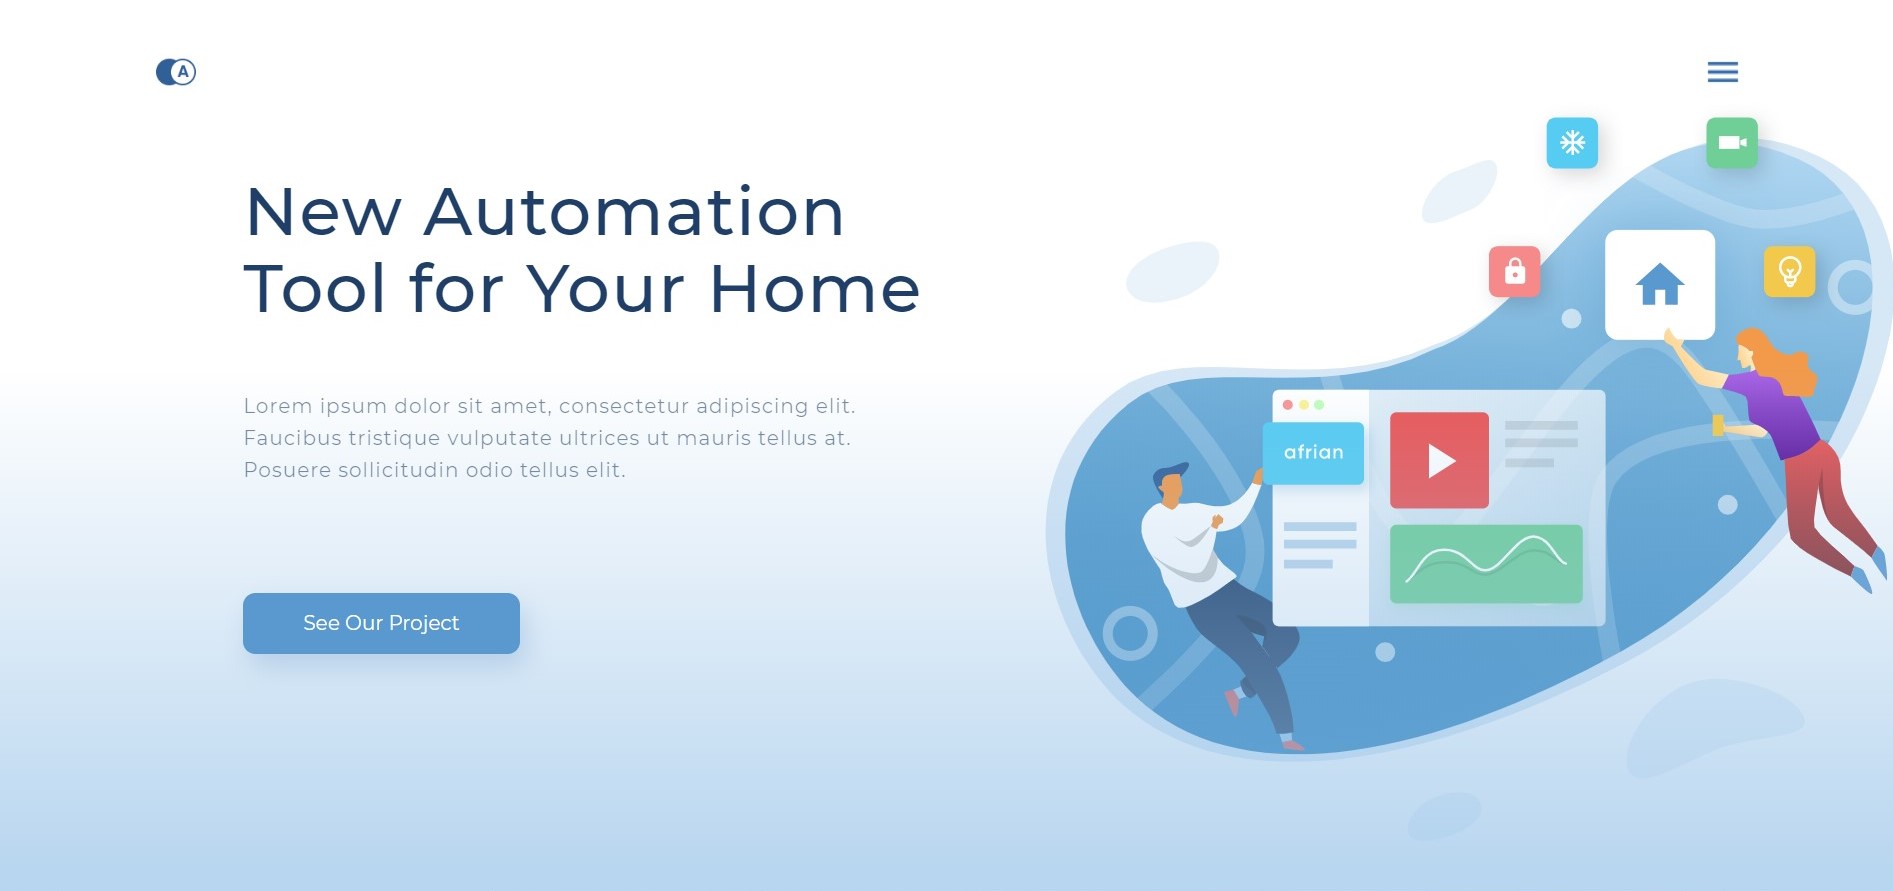 A
New Automation
Tool for Your Home
Lorem ipsum dolor sit amet, consectetur adipiscing elit.
Faucibus tristique vulputate ultrices ut mauris tellus at.
Posuere sollicitudin odio tellus elit.
See Our Project
afrian